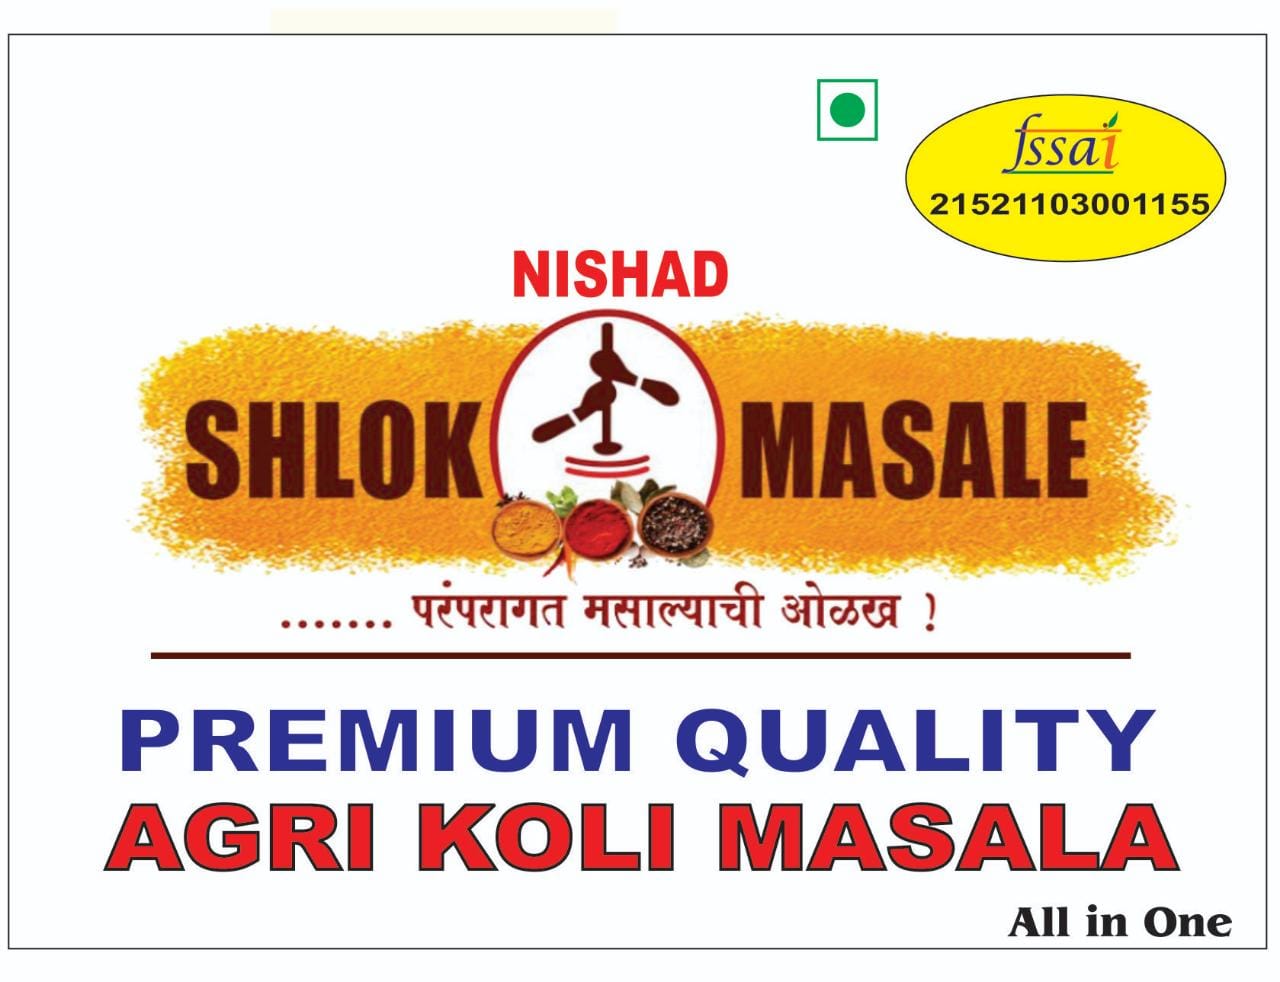 fssai
21521103001155
NISHAD
SHLOK MASALE
....... परंपरागत मसाल्याची ओळख !
PREMIUM QUALITY
AGRI KOLI MASALA
All in One